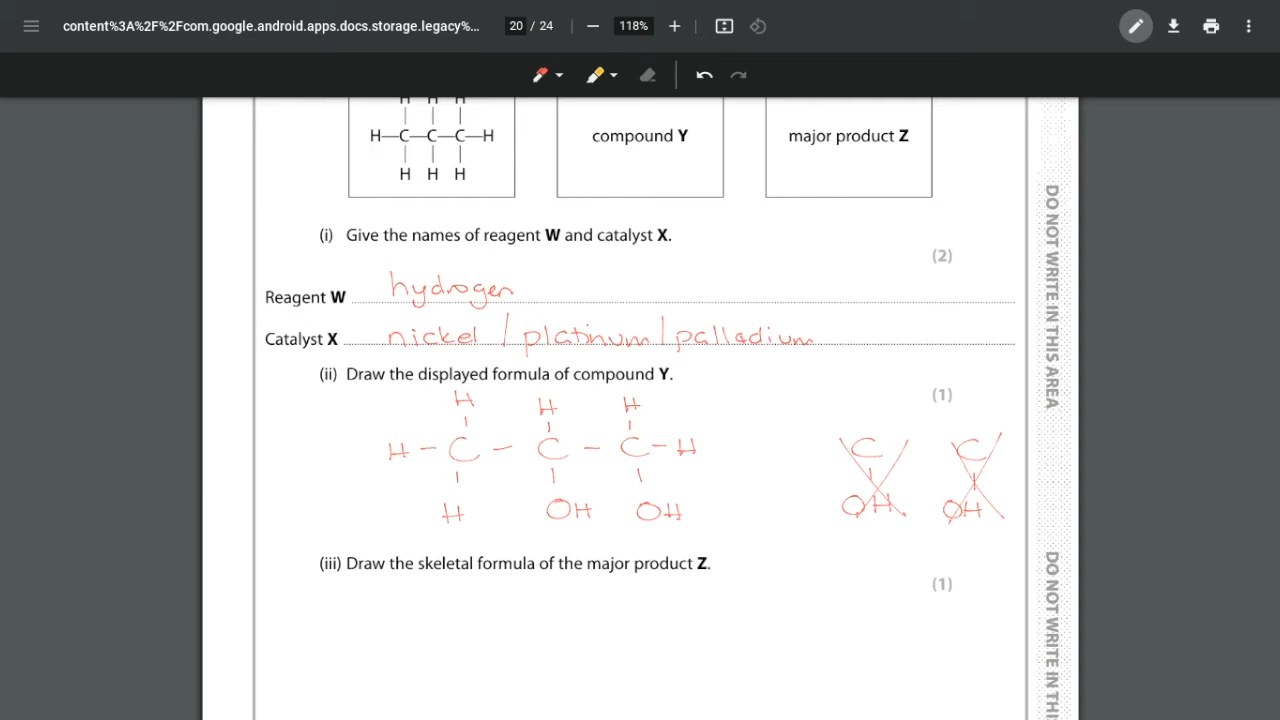 content%3A%2F%2Fcom.google.android.apps.docs.storage.legacy%... 20 / 24 118%
H H H
H—C—C—C—H
H H H
compound Y
major product Z
(i) Give the names of reagent W and catalyst X.
(2)
Reagent W hydrogen
Catalyst X nickel / platinum / palladium
(ii) Draw the displayed formula of compound Y.
(1)
H H H
H - C - C - C - H
H OH OH
C C
OH OH
(iii) Draw the skeletal formula of the major product Z.
(1)
DO NOT WRITE IN THIS AREA
DO NOT WRITE IN THI